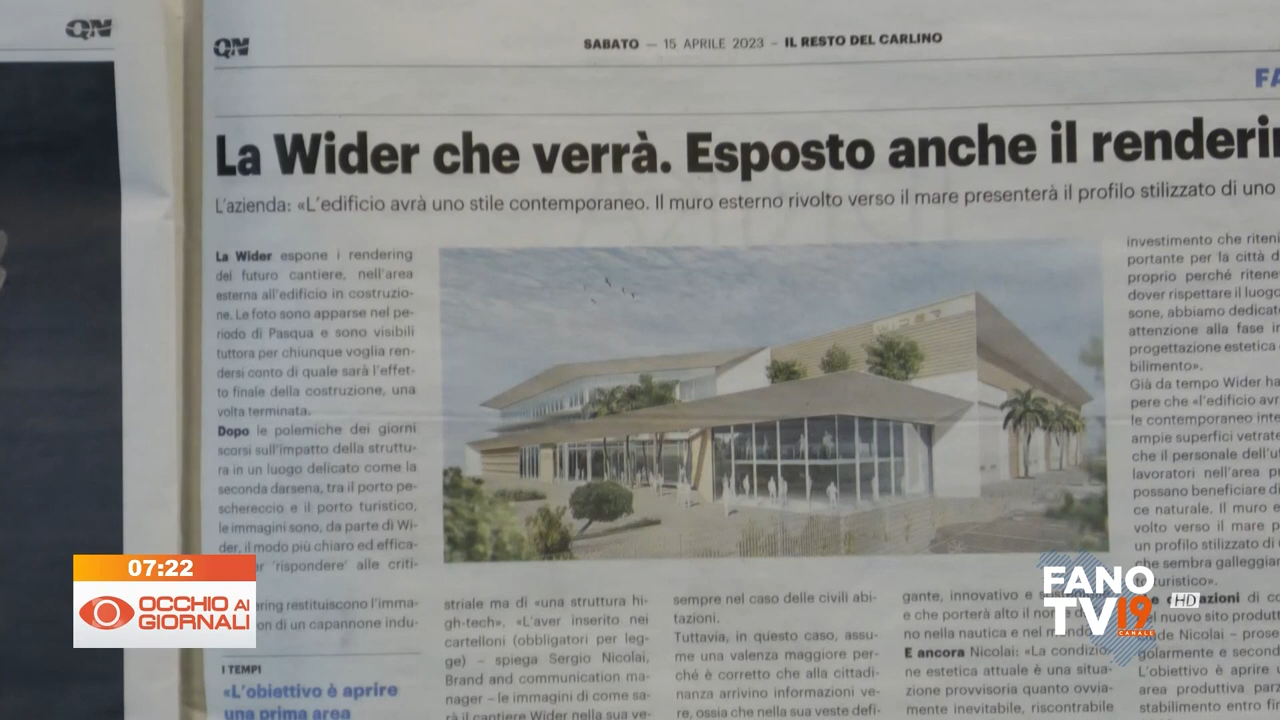 QN
QN
SABATO — 15 APRILE 2023 – IL RESTO DEL CARLINO
La Wider che verrà. Esposto anche il renderi
L'azienda: «L'edificio avrà uno stile contemporaneo. Il muro esterno rivolto verso il mare presenterà il profilo stilizzato di uno
La Wider espone i rendering
del futuro cantiere, nell'area
esterna all'edificio in costruzio-
ne. Le foto sono apparse nel pe-
riodo di Pasqua e sono visibili
tuttora per chiunque voglia ren-
dersi conto di quale sarà l'effet-
to finale della costruzione, una
volta terminata.
Dopo le polemiche dei giorni
scorsi sull'impatto della struttu-
ra in un luogo delicato come la
seconda darsena, tra il porto pe-
schereccio e il porto turistico,
le immagini sono, da parte di Wi-
der, il modo più chiaro ed effica-
'rispondere' alle criti-
restituiscono l'imma-
di un capannone indu-
I TEMPI
«L'obiettivo è aprire
una prima area
striale ma di «una struttura hi-
gh-tech». «L'aver inserito nei
cartelloni (obbligatori per leg-
ge) – spiega Sergio Nicolai,
Brand and communication ma-
nager – le immagini di come sa-
rà il cantiere Wider nella sua ve-
sempre nel caso delle civili abi-
tazioni.
Tuttavia, in questo caso, assu-
me una valenza maggiore per-
ché è corretto che la cittadi-
nanza arrivino informazioni ve-
re, ossia che nella sua veste defi-
gante, innovativo e
e che porterà alto il
no nella nautica e nel mondo
E ancora Nicolai: «La condizio-
ne estetica attuale è una situa-
zione provvisoria quanto ovvia-
mente inevitabile, riscontrabile
investimento che riteni
portante per la città d
proprio perché ritene
dover rispettare il luogo
sone, abbiamo dedicat
attenzione alla fase i
progettazione estetica
bilimento».
Già da tempo Wider ha
pere che «l'edificio avr
le contemporaneo inte
ampie superfici vetrate
che il personale dell'u
lavoratori nell'area p
possano beneficiare di
ce naturale. Il muro e
volto verso il mare p
un profilo stilizzato di
che sembra galleggiar
to turistico».
di co
nuovo sito produt
Nicolai – prose
golarmente e second
L'obiettivo è aprire
area produttiva parz
stabilimento entro fi
07:22
OCCHIO AI
GIORNALI
FANO
TV19 HD
CANALE